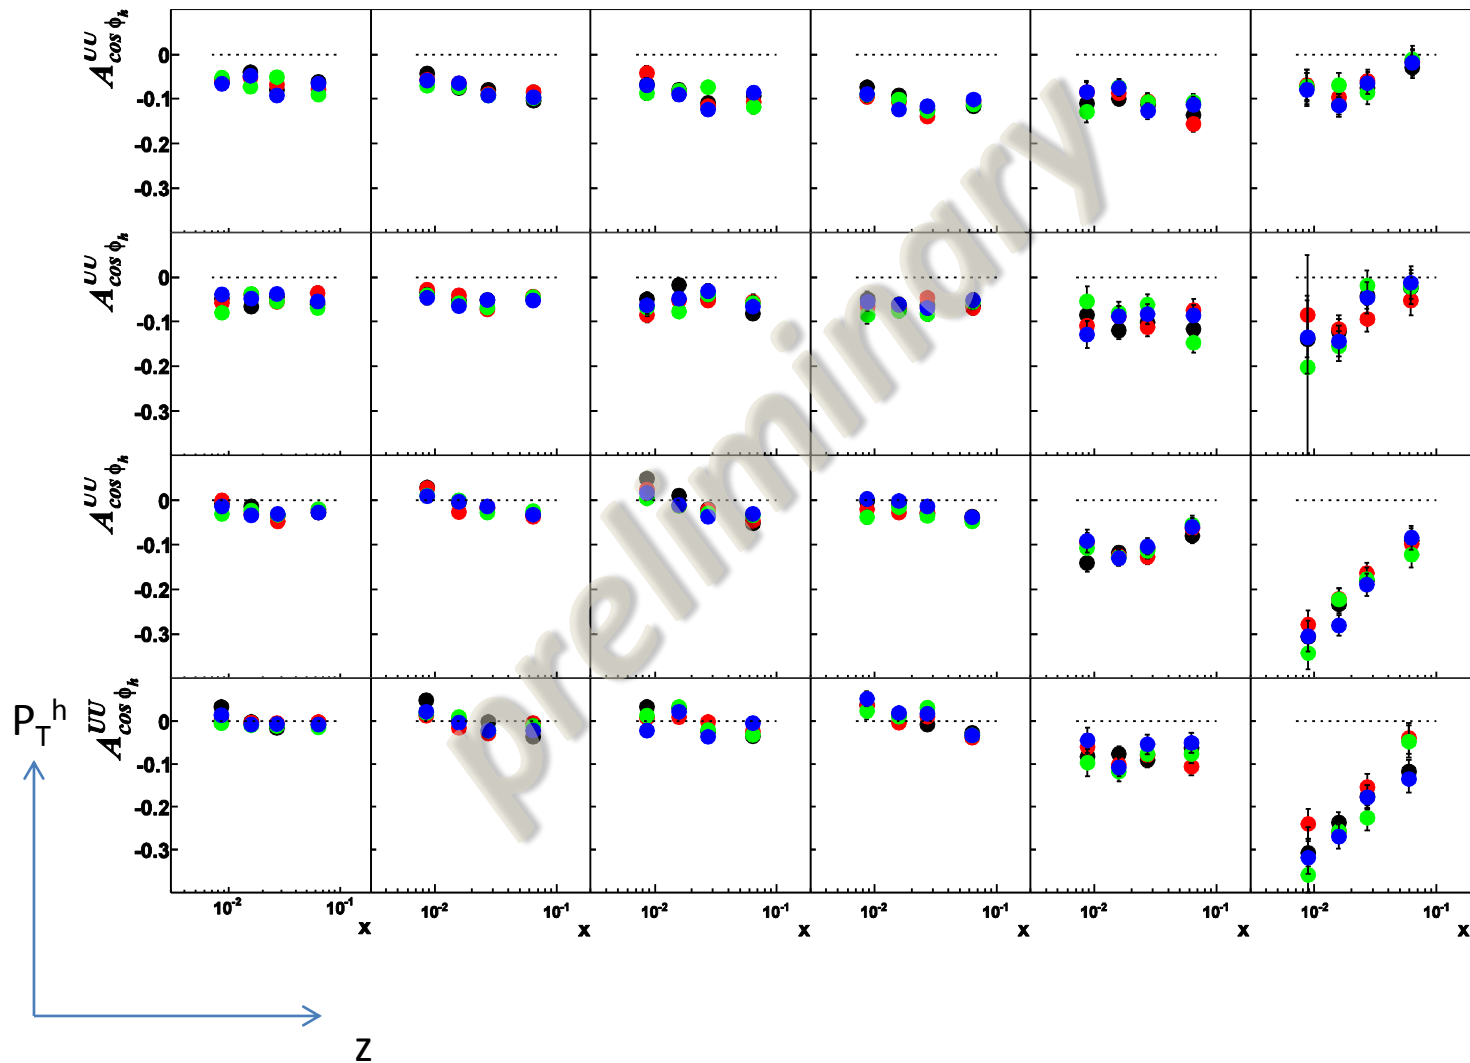 A^{UU}_{cos ϕ_h}
0
-0.1
-0.2
-0.3
A^{UU}_{cos ϕ_h}
0
-0.1
-0.2
-0.3
A^{UU}_{cos ϕ_h}
0
-0.1
-0.2
-0.3
A^{UU}_{cos ϕ_h}
0
-0.1
-0.2
-0.3
preliminary
10^{-2} 10^{-1} 10^{-2} 10^{-1} 10^{-2} 10^{-1} 10^{-2} 10^{-1} 10^{-2} 10^{-1} 10^{-2} 10^{-1}
x x x x x x
P_T^h
z